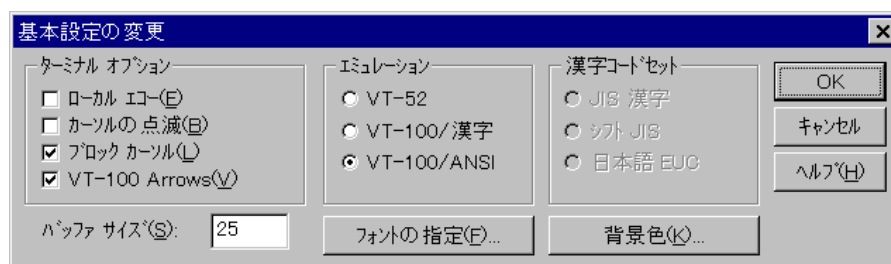 基本設定の変更
ﾀｰﾐﾅﾙ ｵﾌﾟｼｮﾝ
ﾛｰｶﾙ ｴｺｰ(E)
ｶｰｿﾙの点滅(B)
ﾌﾞﾛｯｸ ｶｰｿﾙ(L)
VT-100 Arrows(V)
ﾊﾞｯﾌｧ ｻｲｽﾞ(S): 25
ｴﾐｭﾚｰｼｮﾝ
VT-52
VT-100/漢字
VT-100/ANSI
ﾌｫﾝﾄの指定(F)...
漢字ｺｰﾄﾞｾｯﾄ
JIS 漢字
ｼﾌﾄ JIS
日本語 EUC
背景色(K)...
OK
ｷｬﾝｾﾙ
ﾍﾙﾌﾟ(H)